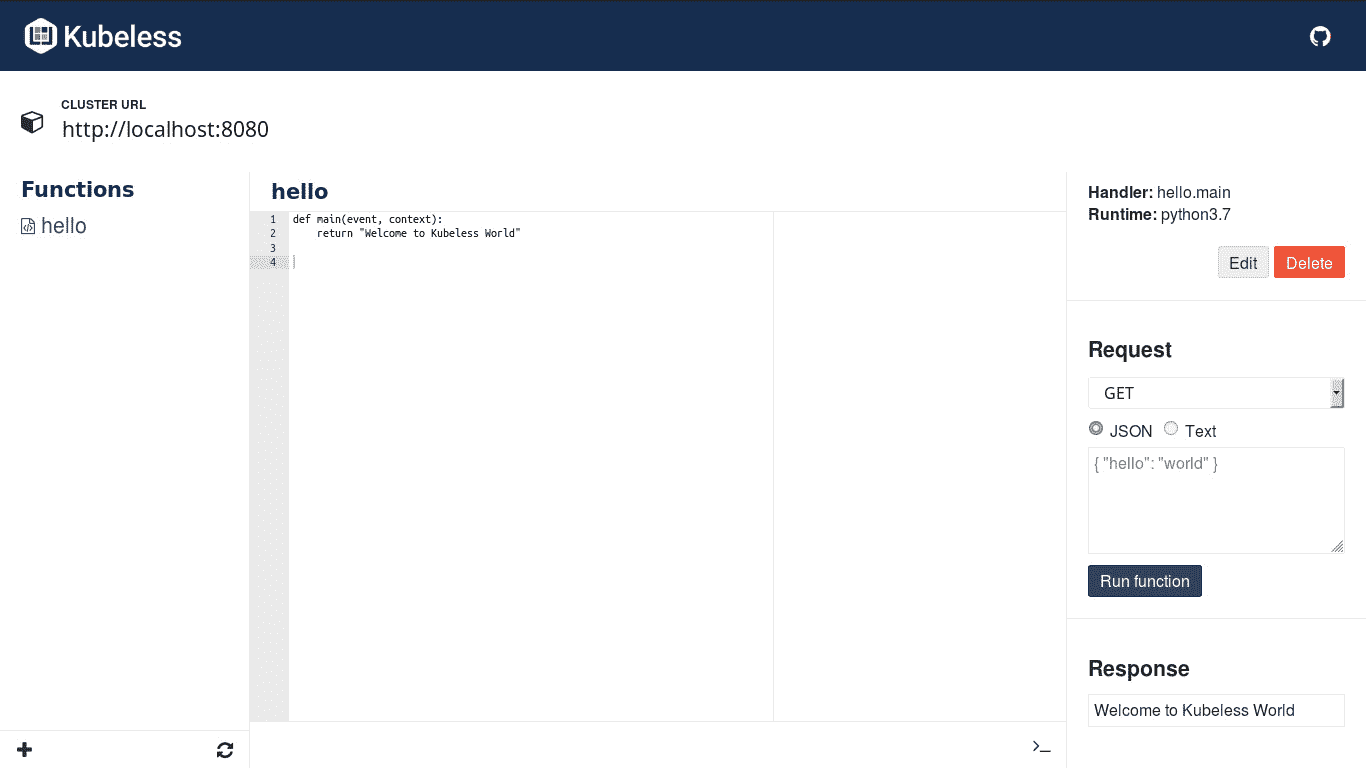 Kubeless
CLUSTER URL
http://localhost:8080
Functions
hello
hello
1 def main(event, context):
2     return "Welcome to Kubeless World"
3
4
Handler: hello.main
Runtime: python3.7
Edit Delete
Request
GET
JSON Text
{ "hello": "world" }
Run function
Response
Welcome to Kubeless World